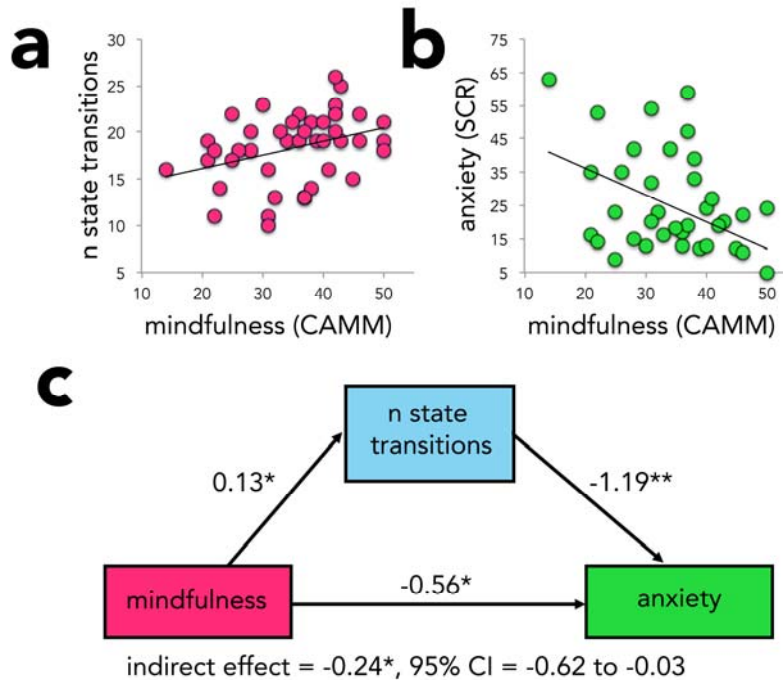 a
n state transitions
30
25
20
15
10
5
10
20
30
40
50
mindfulness (CAMM)
b
anxiety (SCR)
75
65
55
45
35
25
15
5
10
20
30
40
50
mindfulness (CAMM)
c
n state
transitions
0.13*
-1.19**
-0.56*
mindfulness
anxiety
indirect effect = -0.24*, 95% CI = -0.62 to -0.03